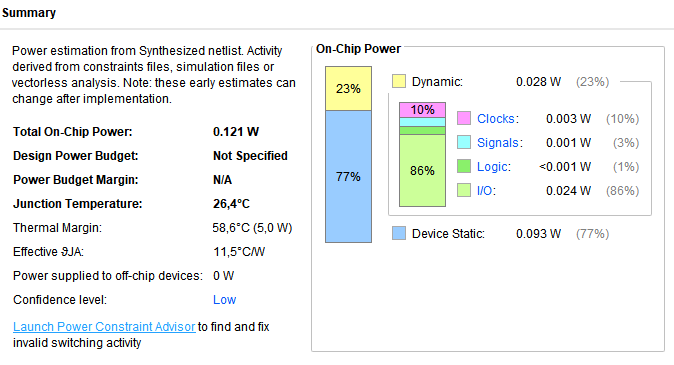 Summary
Power estimation from Synthesized netlist. Activity
derived from constraints files, simulation files or
vectorless analysis. Note: these early estimates can
change after implementation.
Total On-Chip Power: 0.121 W
Design Power Budget: Not Specified
Power Budget Margin: N/A
Junction Temperature: 26,4°C
Thermal Margin: 58,6°C (5,0 W)
Effective ϑJA: 11,5°C/W
Power supplied to off-chip devices: 0 W
Confidence level: Low
Launch Power Constraint Advisor to find and fix
invalid switching activity
On-Chip Power
23%
77%
Dynamic: 0.028 W (23%)
10%
86%
Clocks: 0.003 W (10%)
Signals: 0.001 W (3%)
Logic: <0.001 W (1%)
I/O: 0.024 W (86%)
Device Static: 0.093 W (77%)